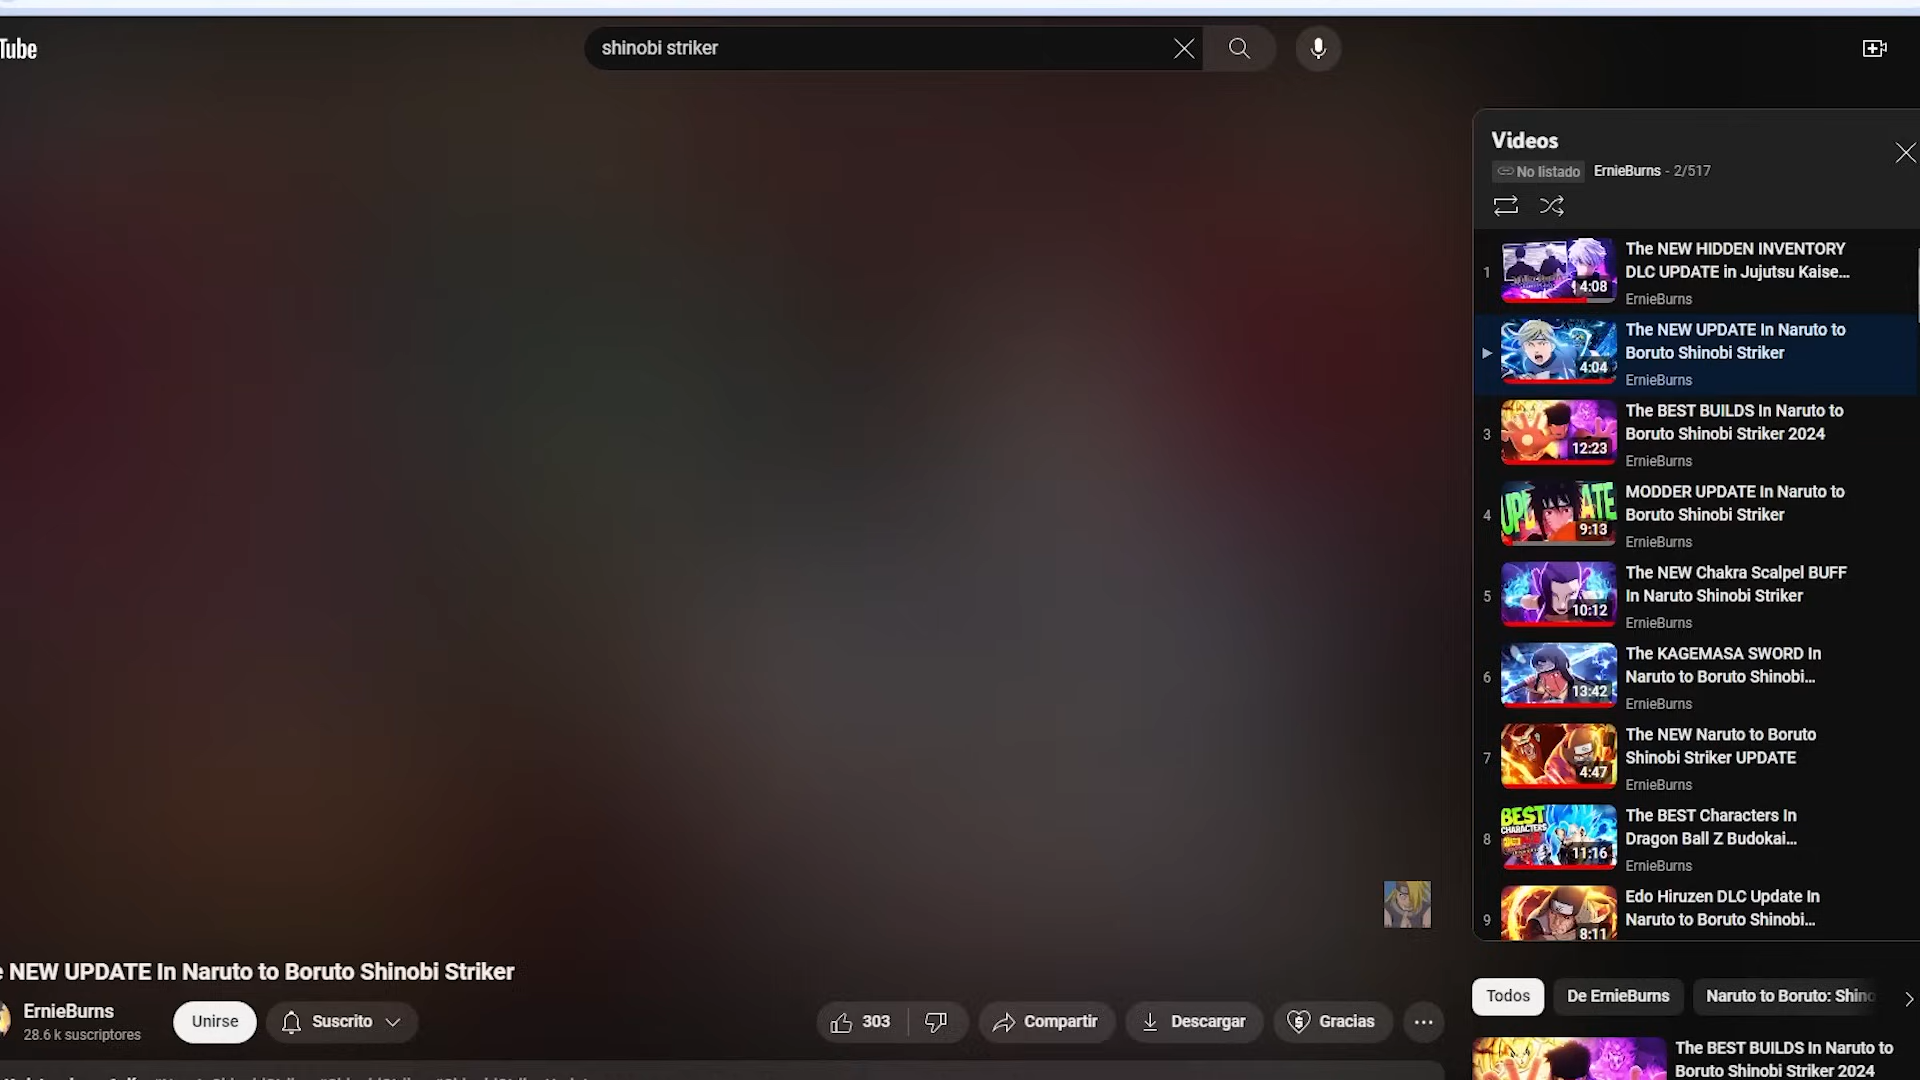 Tube
shinobi striker
Videos
No listado ErnieBurns - 2/517
1
The NEW HIDDEN INVENTORY
DLC UPDATE in Jujutsu Kaise...
4:08
ErnieBurns
The NEW UPDATE In Naruto to
Boruto Shinobi Striker
4:04
ErnieBurns
3
The BEST BUILDS In Naruto to
Boruto Shinobi Striker 2024
12:23
ErnieBurns
4
UPDATE
MODDER UPDATE In Naruto to
Boruto Shinobi Striker
9:13
ErnieBurns
5
The NEW Chakra Scalpel BUFF
In Naruto Shinobi Striker
10:12
ErnieBurns
6
The KAGEMASA SWORD In
Naruto to Boruto Shinobi...
13:42
ErnieBurns
7
The NEW Naruto to Boruto
Shinobi Striker UPDATE
4:47
ErnieBurns
8
BEST
CHARACTERS
The BEST Characters In
Dragon Ball Z Budokai...
11:16
ErnieBurns
9
Edo Hiruzen DLC Update In
Naruto to Boruto Shinobi...
8:11
e NEW UPDATE In Naruto to Boruto Shinobi Striker
ErnieBurns
28.6 k suscriptores
Unirse
Suscrito
303
Compartir
Descargar
Gracias
Todos
De ErnieBurns
Naruto to Boruto: Shino
The BEST BUILDS In Naruto to
Boruto Shinobi Striker 2024